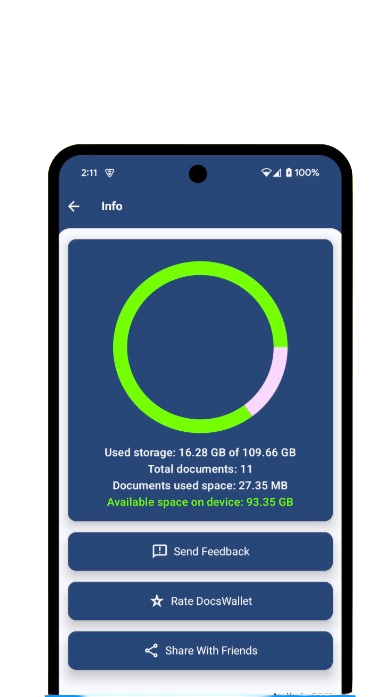 2:11 100%
Info
Used storage: 16.28 GB of 109.66 GB
Total documents: 11
Documents used space: 27.35 MB
Available space on device: 93.35 GB
Send Feedback
Rate DocsWallet
Share With Friends